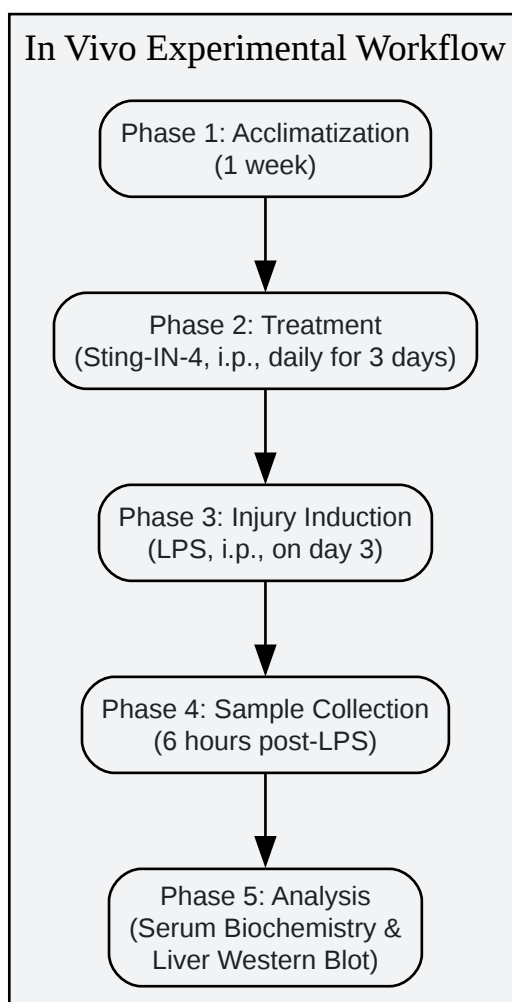 In Vivo Experimental Workflow
Phase 1: Acclimatization
(1 week)
Phase 2: Treatment
(Sting-IN-4, i.p., daily for 3 days)
Phase 3: Injury Induction
(LPS, i.p., on day 3)
Phase 4: Sample Collection
(6 hours post-LPS)
Phase 5: Analysis
(Serum Biochemistry &
Liver Western Blot)